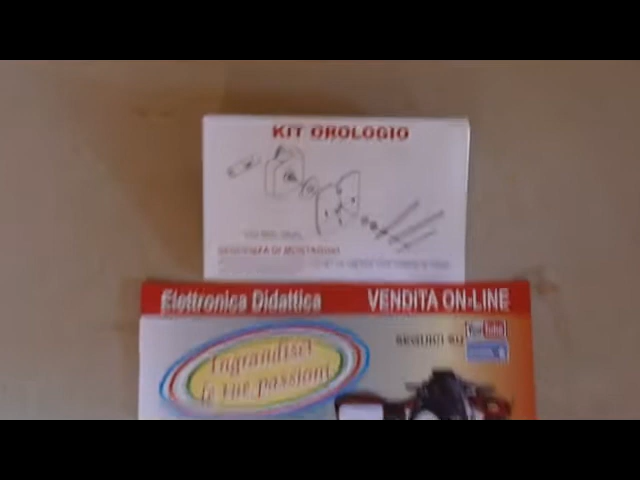 KIT OROLOGIO
SEQUENZA DI MONTAGGIO
Elettronica Didattica VENDITA ON-LINE
SEGUICI SU YouTube
Ingrandisci
le tue passioni